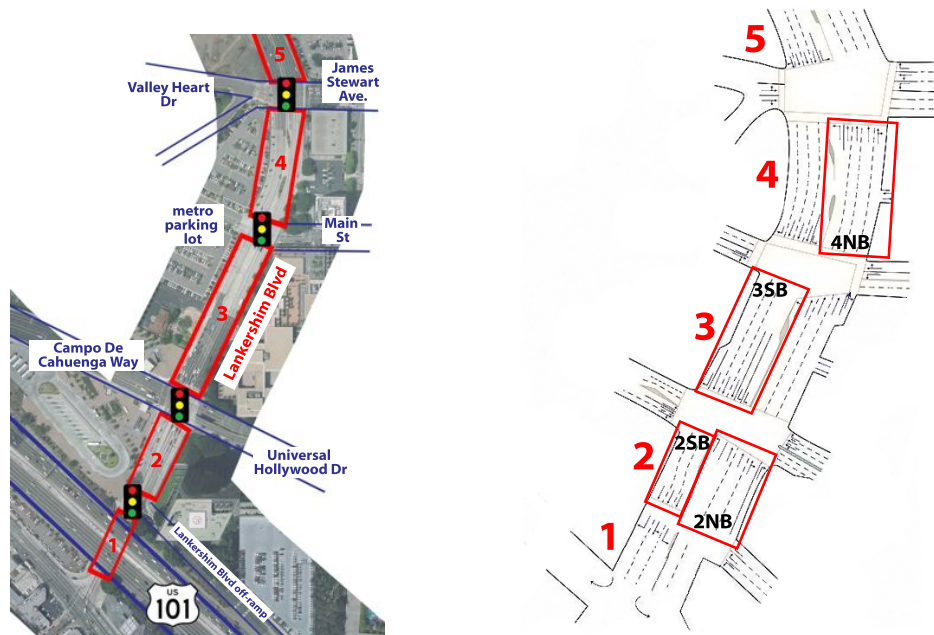 5
James
Stewart
Ave.
Valley Heart
Dr
4
metro
parking
lot
Main
St
3
Lankershim Blvd
Campo De
Cahuenga Way
2
Universal
Hollywood Dr
1
Lankershim Blvd off-ramp
US
101
5
4
4NB
3SB
3
2SB
2
2NB
1